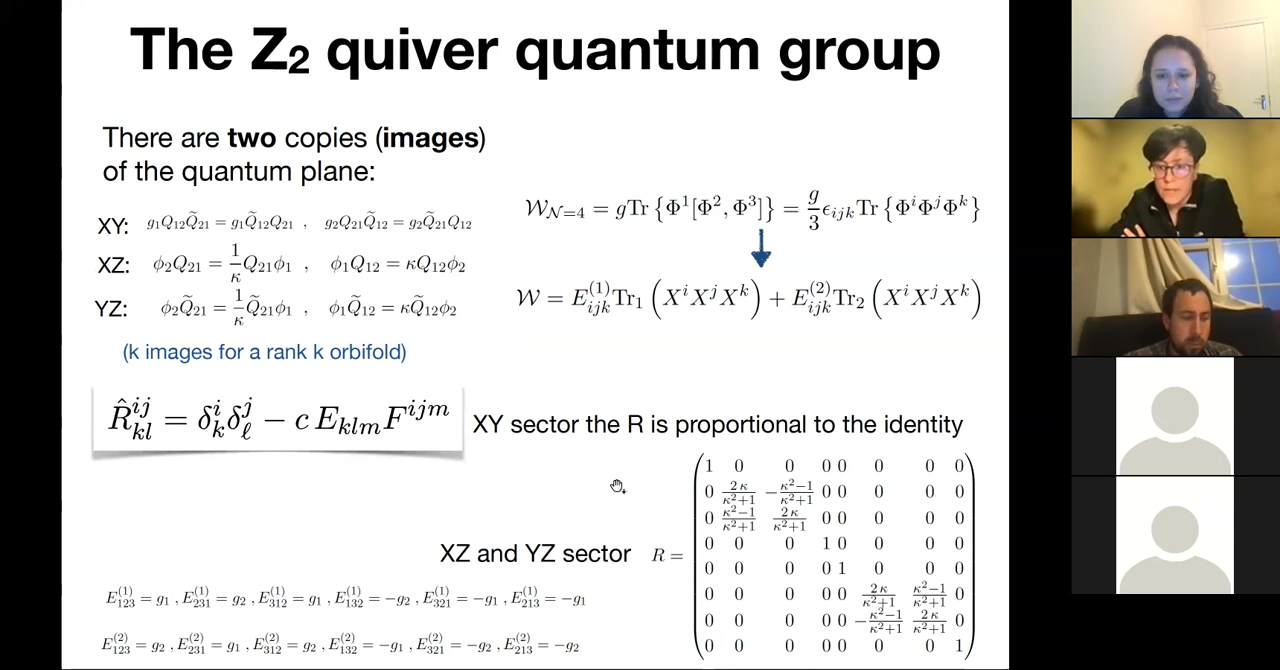 The Z₂ quiver quantum group
There are two copies (images)
of the quantum plane:
XY: g₁Q₁₂Q̃₂₁ = g₁Q̃₁₂Q₂₁ , g₂Q₂₁Q̃₁₂ = g₂Q̃₂₁Q₁₂
XZ: ϕ₂Q₂₁ = 1/κ Q₂₁ϕ₁ , ϕ₁Q₁₂ = κQ₁₂ϕ₂
YZ: ϕ₂Q̃₂₁ = 1/κ Q̃₂₁ϕ₁ , ϕ₁Q̃₁₂ = κQ̃₁₂ϕ₂
(k images for a rank k orbifold)
𝒲_{𝒩=4} = gTr {Φ¹[Φ², Φ³]} = g/3 ϵ_{ijk}Tr {Φ^iΦ^jΦ^k}
𝒲 = E^{(1)}_{ijk}Tr₁ (X^iX^jX^k) + E^{(2)}_{ijk}Tr₂ (X^iX^jX^k)
R̂^{ij}_{kl} = δ^i_k δ^j_ℓ − c E_{klm}F^{ijm}
XY sector the R is proportional to the identity
XZ and YZ sector R =
1 0 0 0 0 0 0 0
0 2κ/(κ²+1) −(κ²−1)/(κ²+1) 0 0 0 0 0
0 (κ²−1)/(κ²+1) 2κ/(κ²+1) 0 0 0 0 0
0 0 0 1 0 0 0 0
0 0 0 0 1 0 0 0
0 0 0 0 0 2κ/(κ²+1) (κ²−1)/(κ²+1) 0
0 0 0 0 0 −(κ²−1)/(κ²+1) 2κ/(κ²+1) 0
0 0 0 0 0 0 0 1
E^{(1)}_{123} = g₁ , E^{(1)}_{231} = g₂ , E^{(1)}_{312} = g₁ , E^{(1)}_{132} = −g₂ , E^{(1)}_{321} = −g₁ , E^{(1)}_{213} = −g₁
E^{(2)}_{123} = g₂ , E^{(2)}_{231} = g₁ , E^{(2)}_{312} = g₂ , E^{(2)}_{132} = −g₁ , E^{(2)}_{321} = −g₂ , E^{(2)}_{213} = −g₂